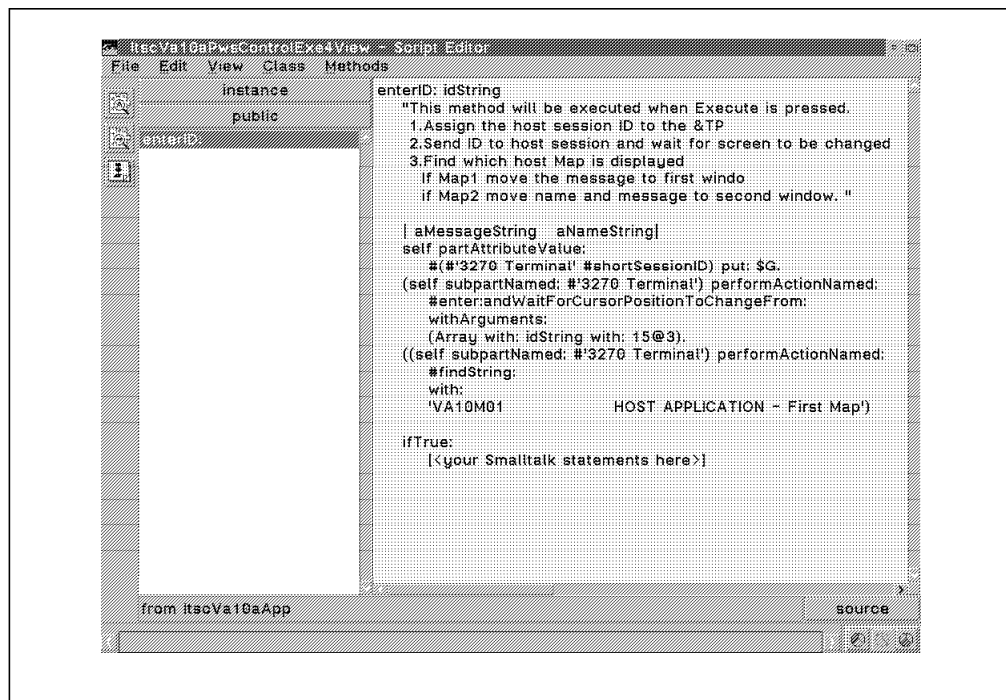 ItscVa10aPwsControlExe4View - Script Editor
File Edit View Class Methods
instance
public
enterID:
enterID: idString
"This method will be executed when Execute is pressed.
1.Assign the host session ID to the &TP
2.Send ID to host session and wait for screen to be changed
3.Find which host Map is displayed
If Map1 move the message to first windo
if Map2 move name and message to second window. "
| aMessageString aNameString|
self partAttributeValue:
#(#'3270 Terminal' #shortSessionID) put: $G.
(self subpartNamed: #'3270 Terminal') performActionNamed:
#enter:andWaitForCursorPositionToChangeFrom:
withArguments:
(Array with: idString with: 15@3).
((self subpartNamed: #'3270 Terminal') performActionNamed:
#findString:
with:
'VA10M01 HOST APPLICATION - First Map')
ifTrue:
[<your Smalltalk statements here>]
from ItscVa10aApp
source